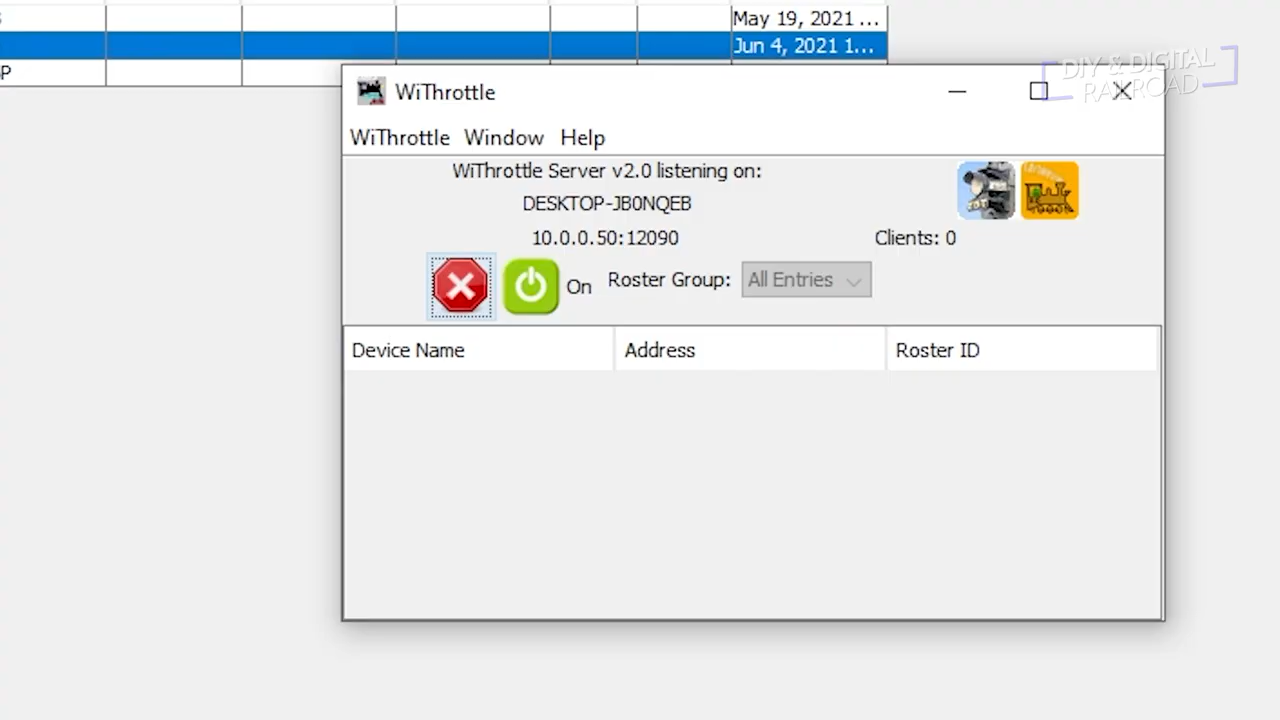 May 19, 2021 ...
Jun 4, 2021 1...
P
DIY & DIGITAL
RAILROAD
WiThrottle
WiThrottle Window Help
WiThrottle Server v2.0 listening on:
DESKTOP-JB0NQEB
10.0.0.50:12090
Clients: 0
On
Roster Group:
All Entries
Device Name
Address
Roster ID